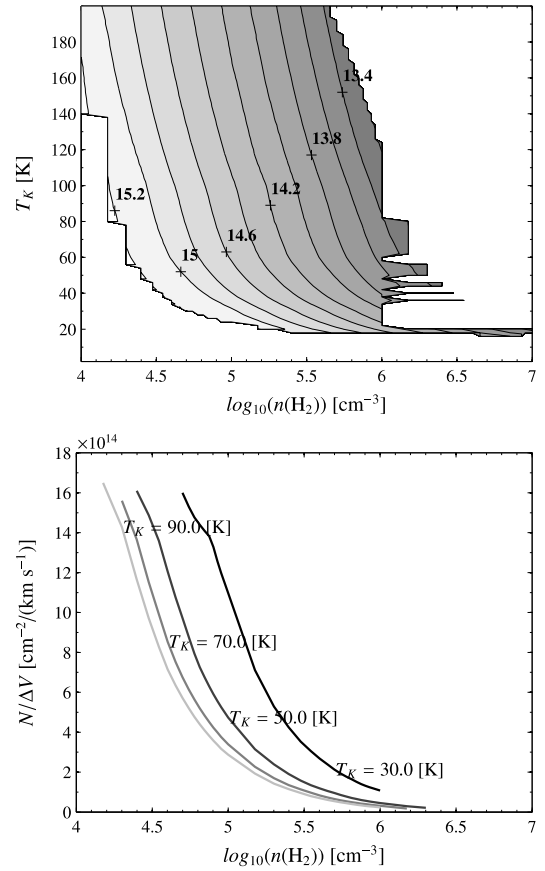 180
160
140
120
100
80
60
40
20
T_K [K]
13.4
13.8
14.2
15.2
14.6
15
4 4.5 5 5.5 6 6.5 7
log₁₀(n(H₂)) [cm⁻³]
×10¹⁴
18
16
14
12
10
8
6
4
2
0
N/ΔV [cm⁻²/(km s⁻¹)]
T_K = 90.0 [K]
T_K = 70.0 [K]
T_K = 50.0 [K]
T_K = 30.0 [K]
4 4.5 5 5.5 6 6.5 7
log₁₀(n(H₂)) [cm⁻³]